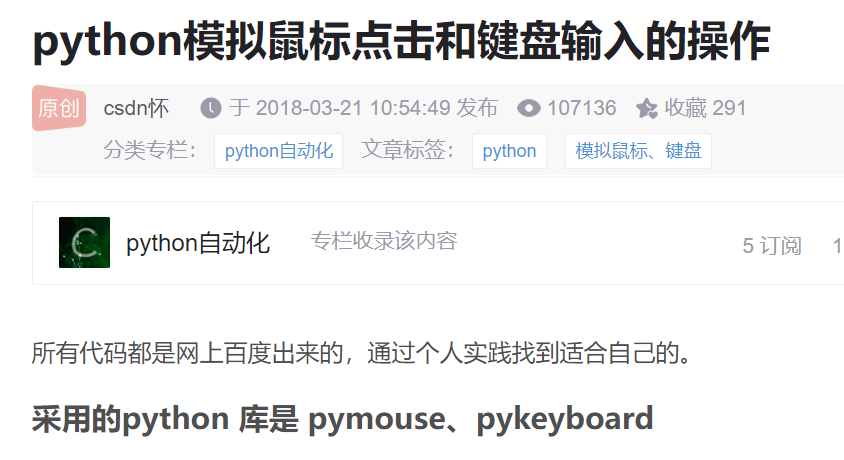 python模拟鼠标点击和键盘输入的操作
原创 csdn怀 于 2018-03-21 10:54:49 发布 107136 收藏 291
分类专栏： python自动化 文章标签： python 模拟鼠标、键盘
C python自动化 专栏收录该内容 5 订阅 1
所有代码都是网上百度出来的，通过个人实践找到适合自己的。
采用的python 库是 pymouse、pykeyboard